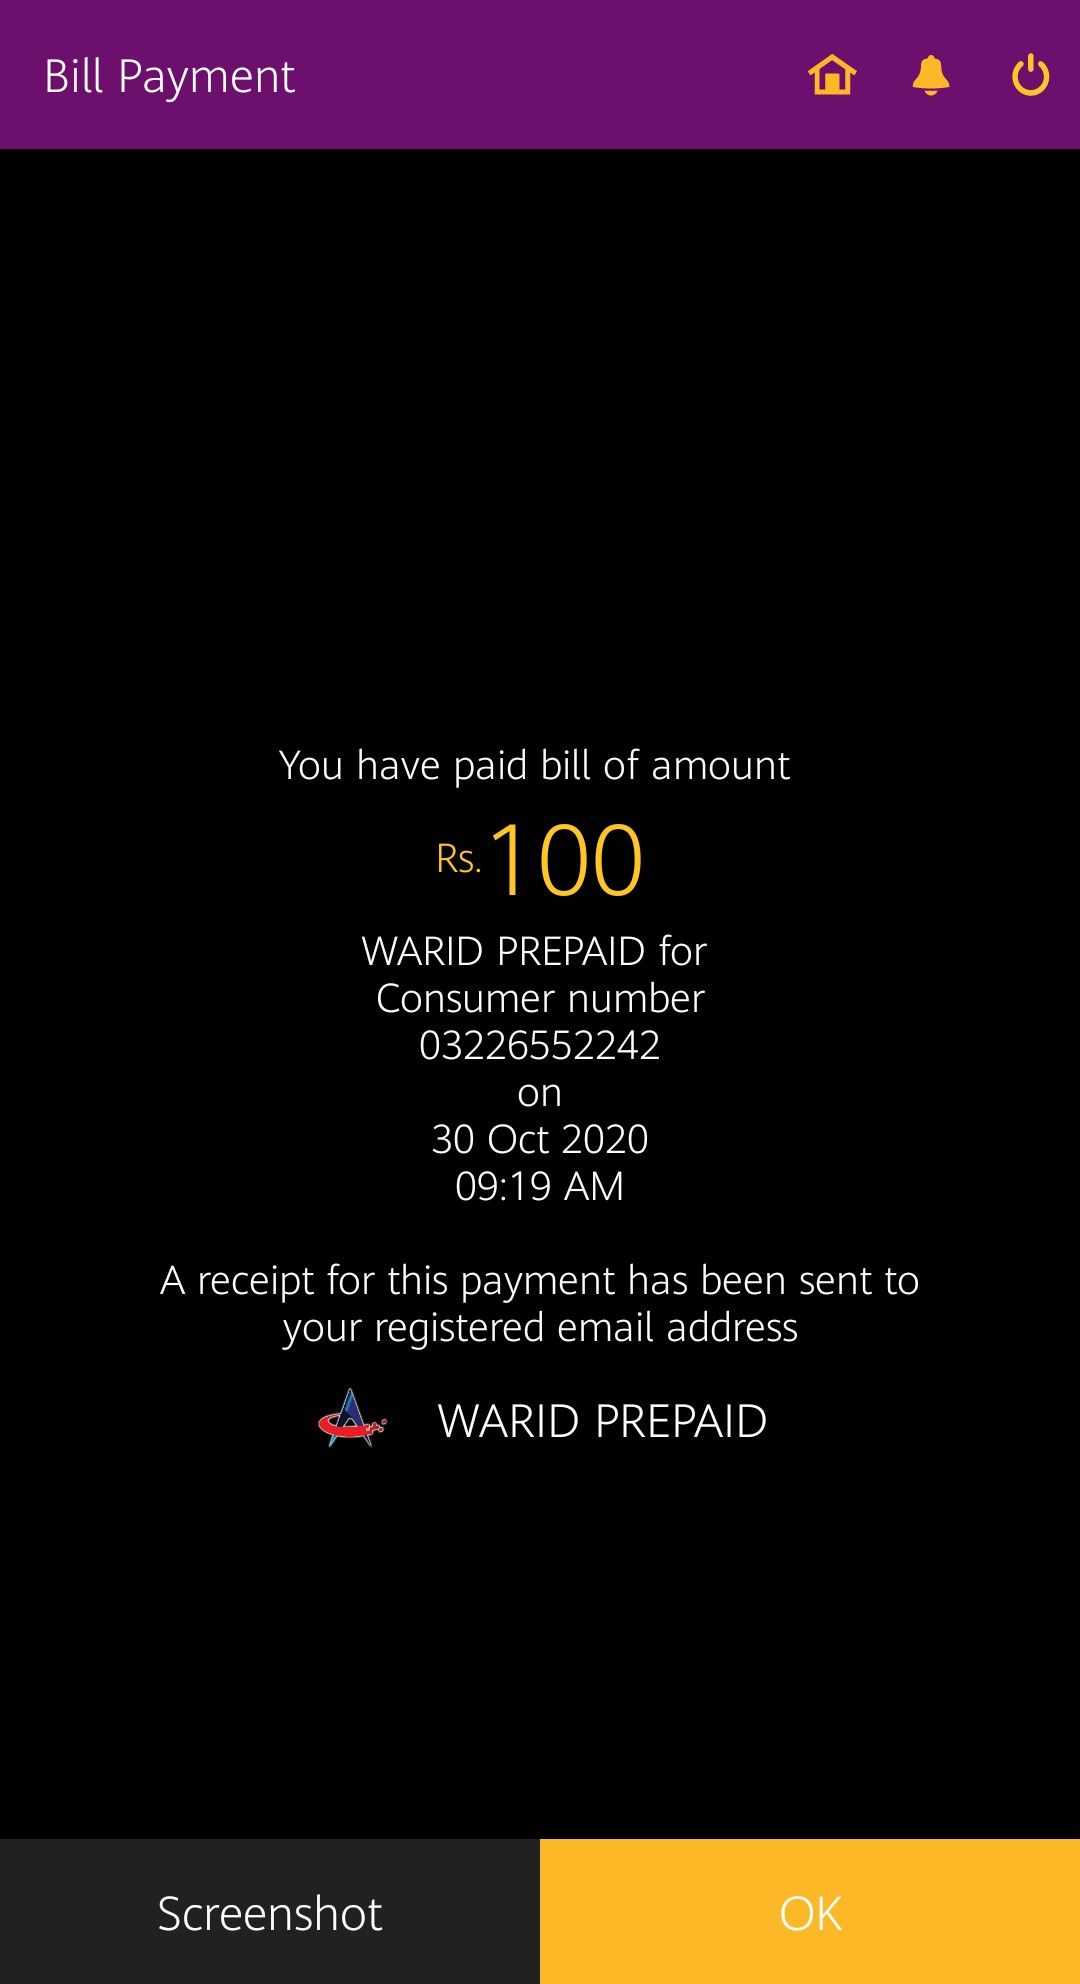 Bill Payment
You have paid bill of amount
Rs.100
WARID PREPAID for
Consumer number
03226552242
on
30 Oct 2020
09:19 AM
A receipt for this payment has been sent to
your registered email address
WARID PREPAID
Screenshot
OK